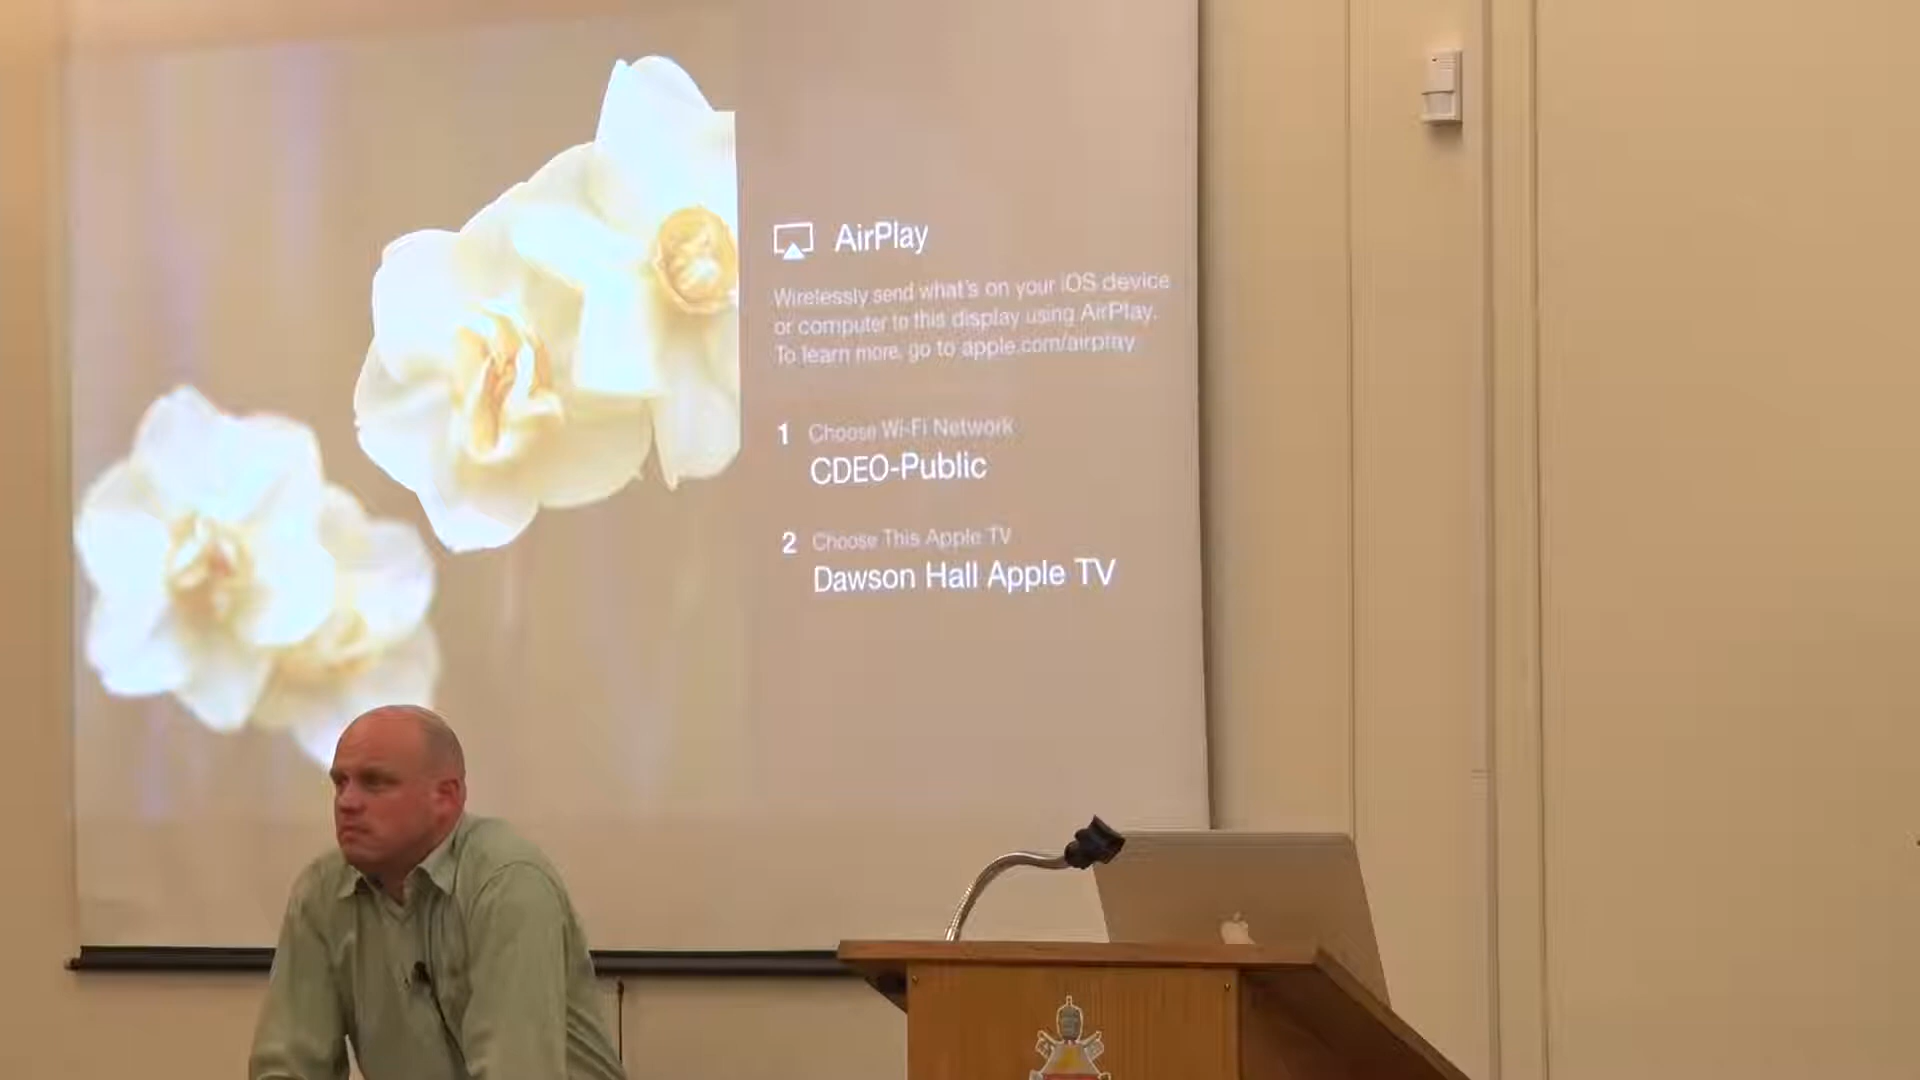 AirPlay
Wirelessly send what's on your iOS device
or computer to this display using AirPlay.
To learn more, go to apple.com/airplay
1 Choose Wi-Fi Network
CDEO-Public
2 Choose This Apple TV
Dawson Hall Apple TV